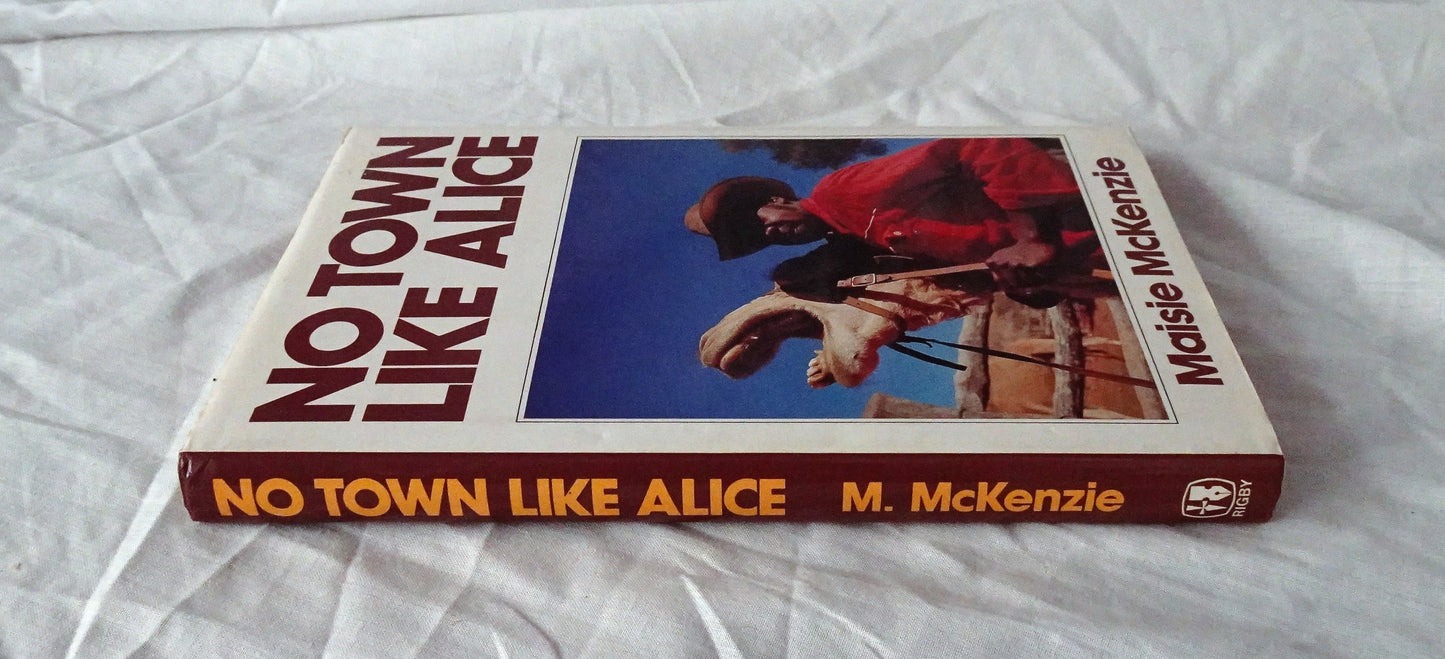 NO TOWN
LIKE ALICE
Maisie McKenzie
NO TOWN LIKE ALICE M. McKenzie RIGBY